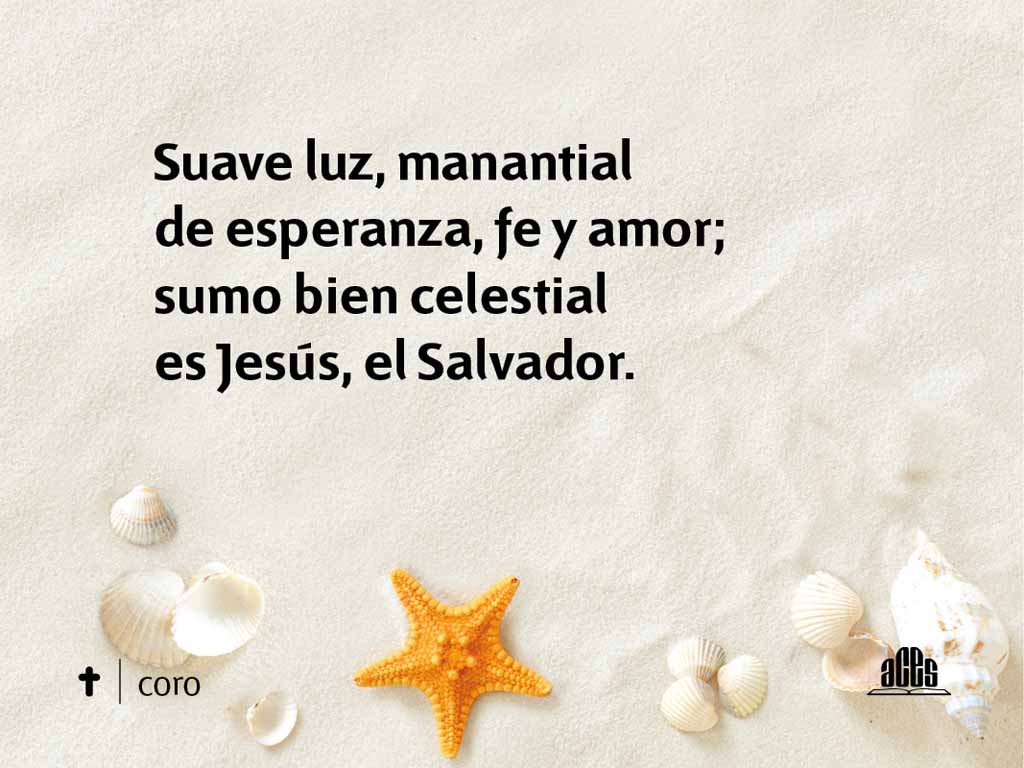 Suave luz, manantial
de esperanza, fe y amor;
sumo bien celestial
es Jesús, el Salvador.
coro
aces